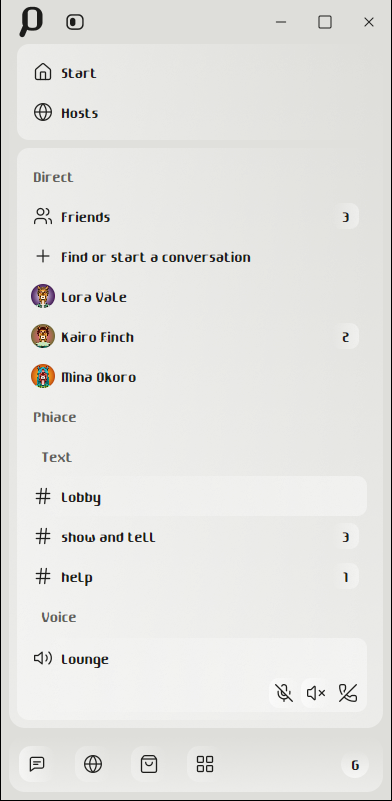 Start
Hosts
Direct
Friends 3
Find or start a conversation
Lora Vale
Kairo Finch 2
Mina Okoro
Phiace
Text
Lobby
show and tell 3
help 1
Voice
Lounge
6